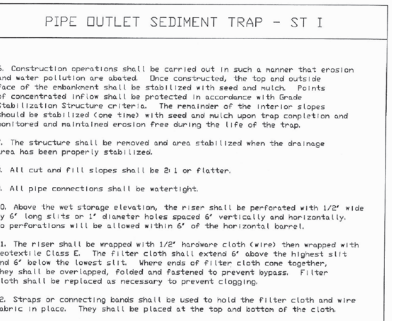 PIPE OUTLET SEDIMENT TRAP - ST I
. Construction operations shall be carried out in such a manner that erosion
and water pollution are abated. Once constructed, the top and outside
face of the embankment shall be stabilized with seed and mulch. Points
of concentrated inflow shall be protected in accordance with Grade
Stabilization Structure criteria. The remainder of the interior slopes
should be stabilized (one time) with seed and mulch upon trap completion and
monitored and maintained erosion free during the life of the trap.
. The structure shall be removed and area stabilized when the drainage
area has been properly stabilized.
. All cut and fill slopes shall be 2:1 or flatter.
. All pipe connections shall be watertight.
0. Above the wet storage elevation, the riser shall be perforated with 1/2" wide
by 6" long slits or 1" diameter holes spaced 6" vertically and horizontally.
o perforations will be allowed within 6" of the horizontal barrel.
1. The riser shall be wrapped with 1/2" hardware cloth (wire) then wrapped with
eotextile Class E. The filter cloth shall extend 6" above the highest slit
nd 6" below the lowest slit. Where ends of filter cloth come together,
hey shall be overlapped, folded and fastened to prevent bypass. Filter
loth shall be replaced as necessary to prevent clogging.
2. Straps or connecting bands shall be used to hold the filter cloth and wire
abric in place. They shall be placed at the top and bottom of the cloth.